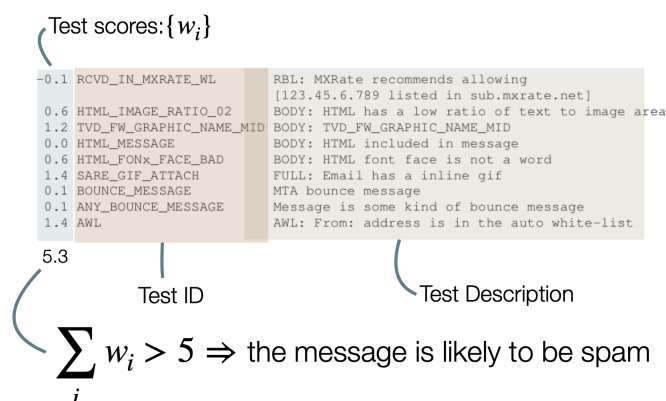 Test scores:{wᵢ}
-0.1 RCVD_IN_MXRATE_WL RBL: MXRate recommends allowing
[123.45.6.789 listed in sub.mxrate.net]
0.6 HTML_IMAGE_RATIO_02 BODY: HTML has a low ratio of text to image area
1.2 TVD_FW_GRAPHIC_NAME_MID BODY: TVD_FW_GRAPHIC_NAME_MID
0.0 HTML_MESSAGE BODY: HTML included in message
0.6 HTML_FONx_FACE_BAD BODY: HTML font face is not a word
1.4 SARE_GIF_ATTACH FULL: Email has a inline gif
0.1 BOUNCE_MESSAGE MTA bounce message
0.1 ANY_BOUNCE_MESSAGE Message is some kind of bounce message
1.4 AWL AWL: From: address is in the auto white-list
5.3
Test ID
Test Description
∑ᵢ wᵢ > 5 ⇒ the message is likely to be spam